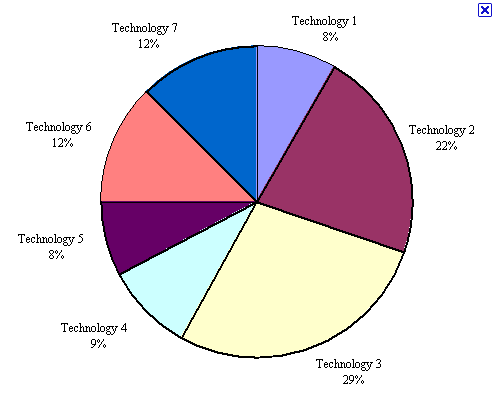 Technology 1
8%
Technology 2
22%
Technology 3
29%
Technology 4
9%
Technology 5
8%
Technology 6
12%
Technology 7
12%